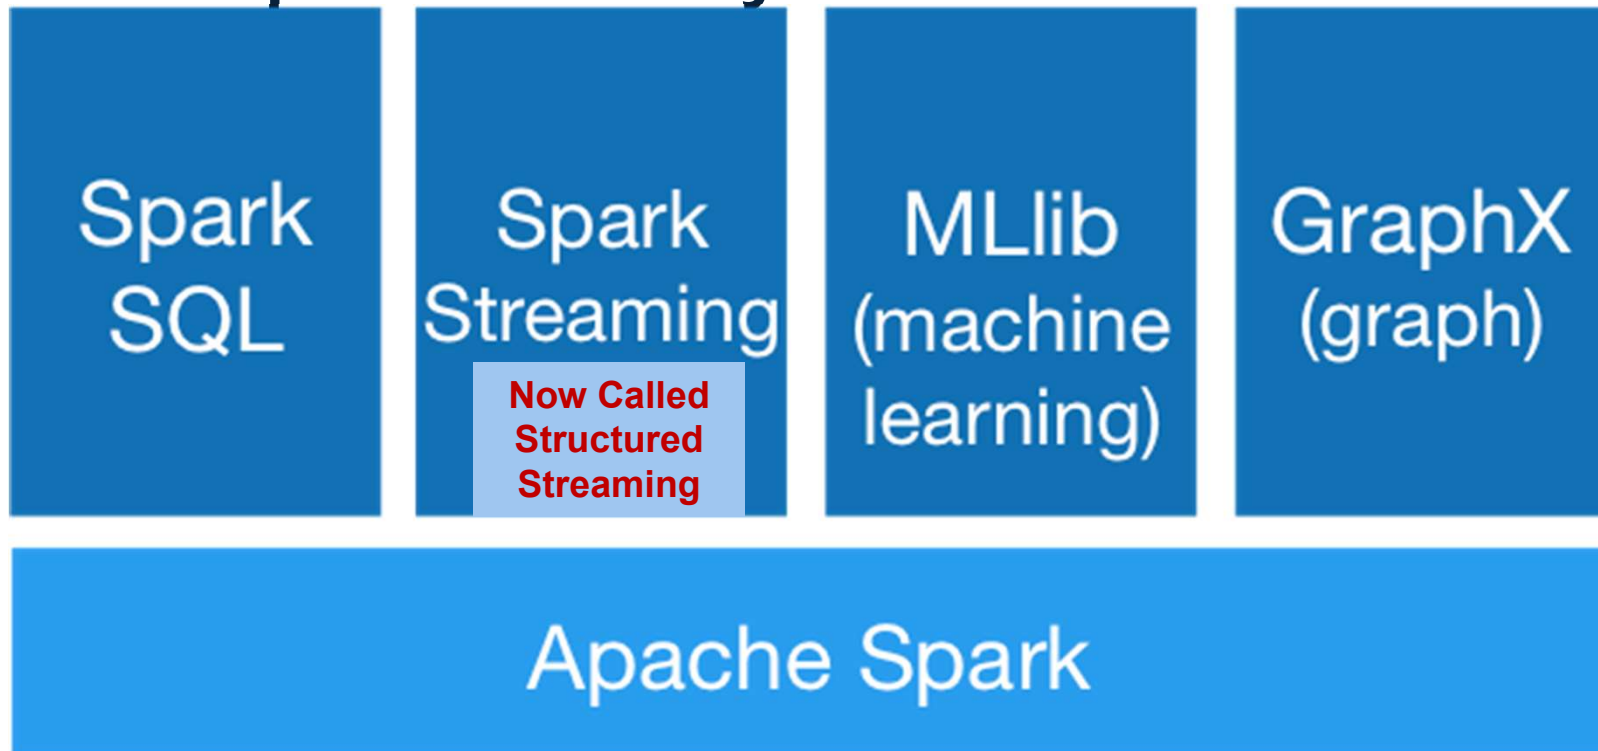 Spark
SQL
Spark
Streaming
Now Called
Structured
Streaming
MLlib
(machine
learning)
GraphX
(graph)
Apache Spark